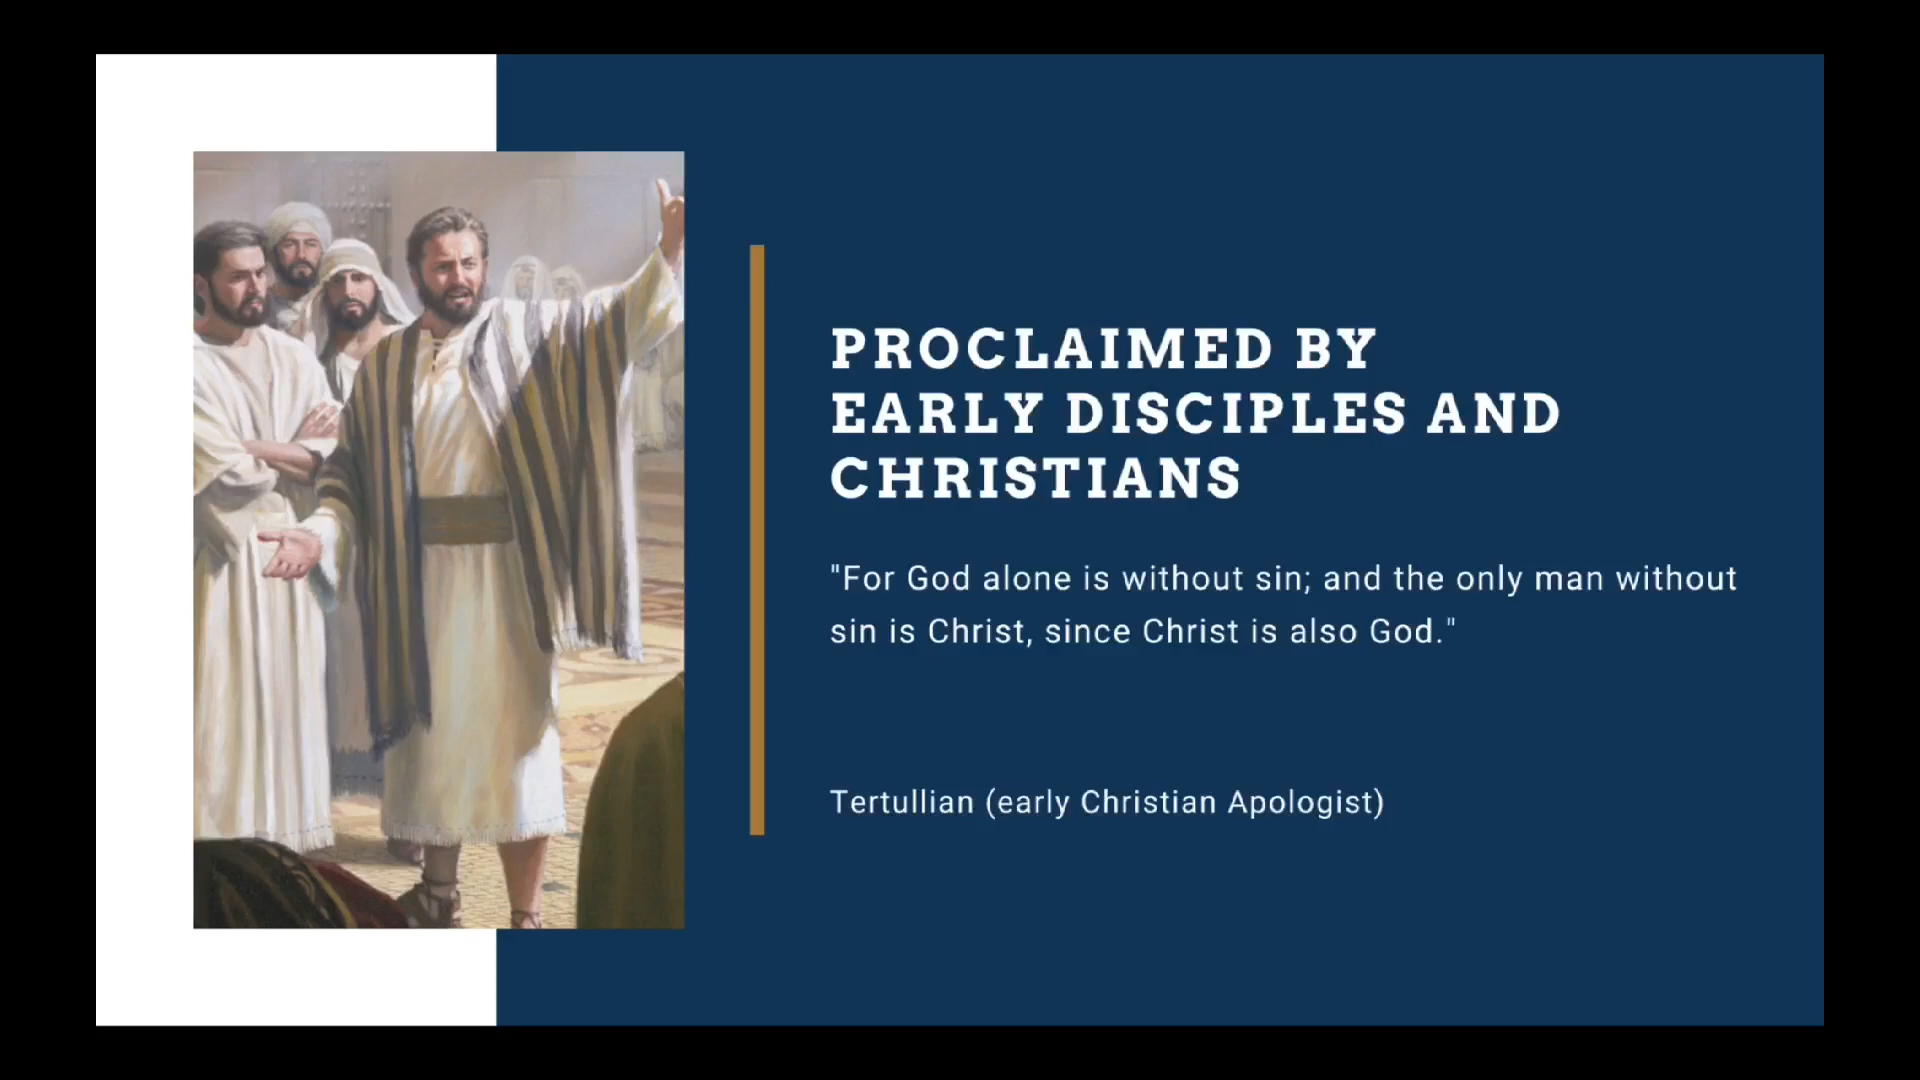 PROCLAIMED BY
EARLY DISCIPLES AND
CHRISTIANS
"For God alone is without sin; and the only man without
sin is Christ, since Christ is also God."
Tertullian (early Christian Apologist)